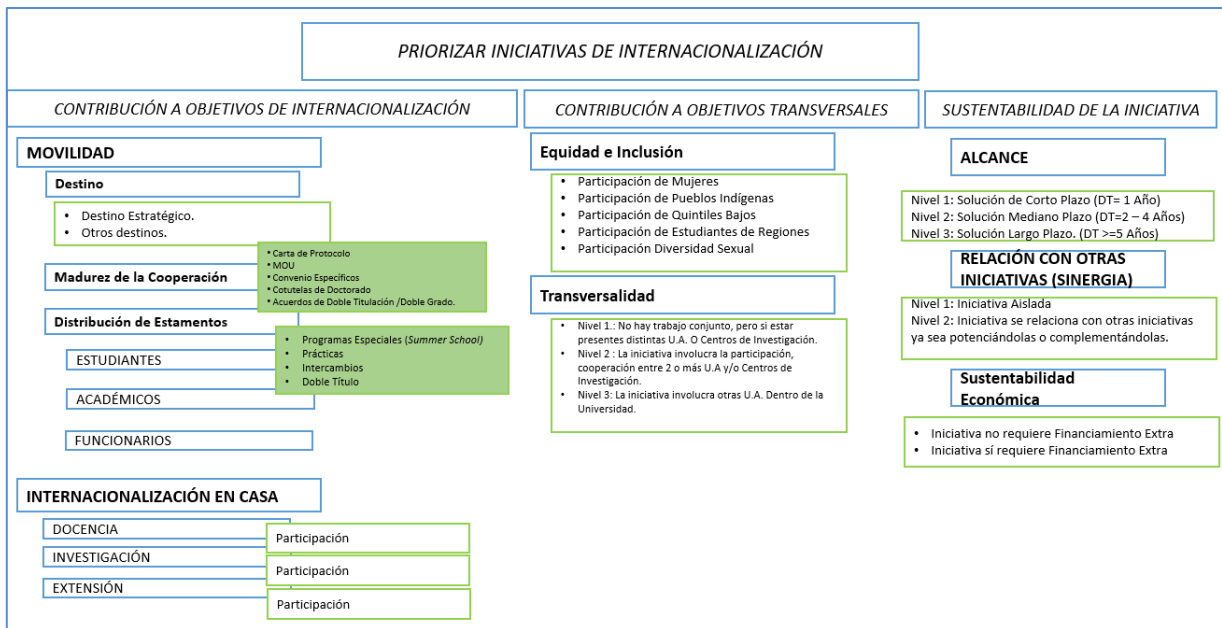 PRIORIZAR INICIATIVAS DE INTERNACIONALIZACIÓN
CONTRIBUCIÓN A OBJETIVOS DE INTERNACIONALIZACIÓN
MOVILIDAD
Destino
• Destino Estratégico.
• Otros destinos.
Madurez de la Cooperación
• Carta de Protocolo
• MOU
• Convenio Específicos
• Cotutelas de Doctorado
• Acuerdos de Doble Titulación /Doble Grado.
Distribución de Estamentos
ESTUDIANTES
• Programas Especiales (Summer School)
• Prácticas
• Intercambios
• Doble Título
ACADÉMICOS
FUNCIONARIOS
INTERNACIONALIZACIÓN EN CASA
DOCENCIA
Participación
INVESTIGACIÓN
Participación
EXTENSIÓN
Participación
CONTRIBUCIÓN A OBJETIVOS TRANSVERSALES
Equidad e Inclusión
• Participación de Mujeres
• Participación de Pueblos Indígenas
• Participación de Quintiles Bajos
• Participación de Estudiantes de Regiones
• Participación Diversidad Sexual
Transversalidad
• Nivel 1.: No hay trabajo conjunto, pero si estar
presentes distintas U.A. O Centros de Investigación.
• Nivel 2 : La iniciativa involucra la participación,
cooperación entre 2 o más U.A y/o Centros de
Investigación.
• Nivel 3: La iniciativa involucra otras U.A. Dentro de la
Universidad.
SUSTENTABILIDAD DE LA INICIATIVA
ALCANCE
Nivel 1: Solución de Corto Plazo (DT= 1 Año)
Nivel 2: Solución Mediano Plazo (DT=2 – 4 Años)
Nivel 3: Solución Largo Plazo. (DT >=5 Años)
RELACIÓN CON OTRAS
INICIATIVAS (SINERGIA)
Nivel 1: Iniciativa Aislada
Nivel 2: Iniciativa se relaciona con otras iniciativas
ya sea potenciándolas o complementándolas.
Sustentabilidad
Económica
• Iniciativa no requiere Financiamiento Extra
• Iniciativa sí requiere Financiamiento Extra